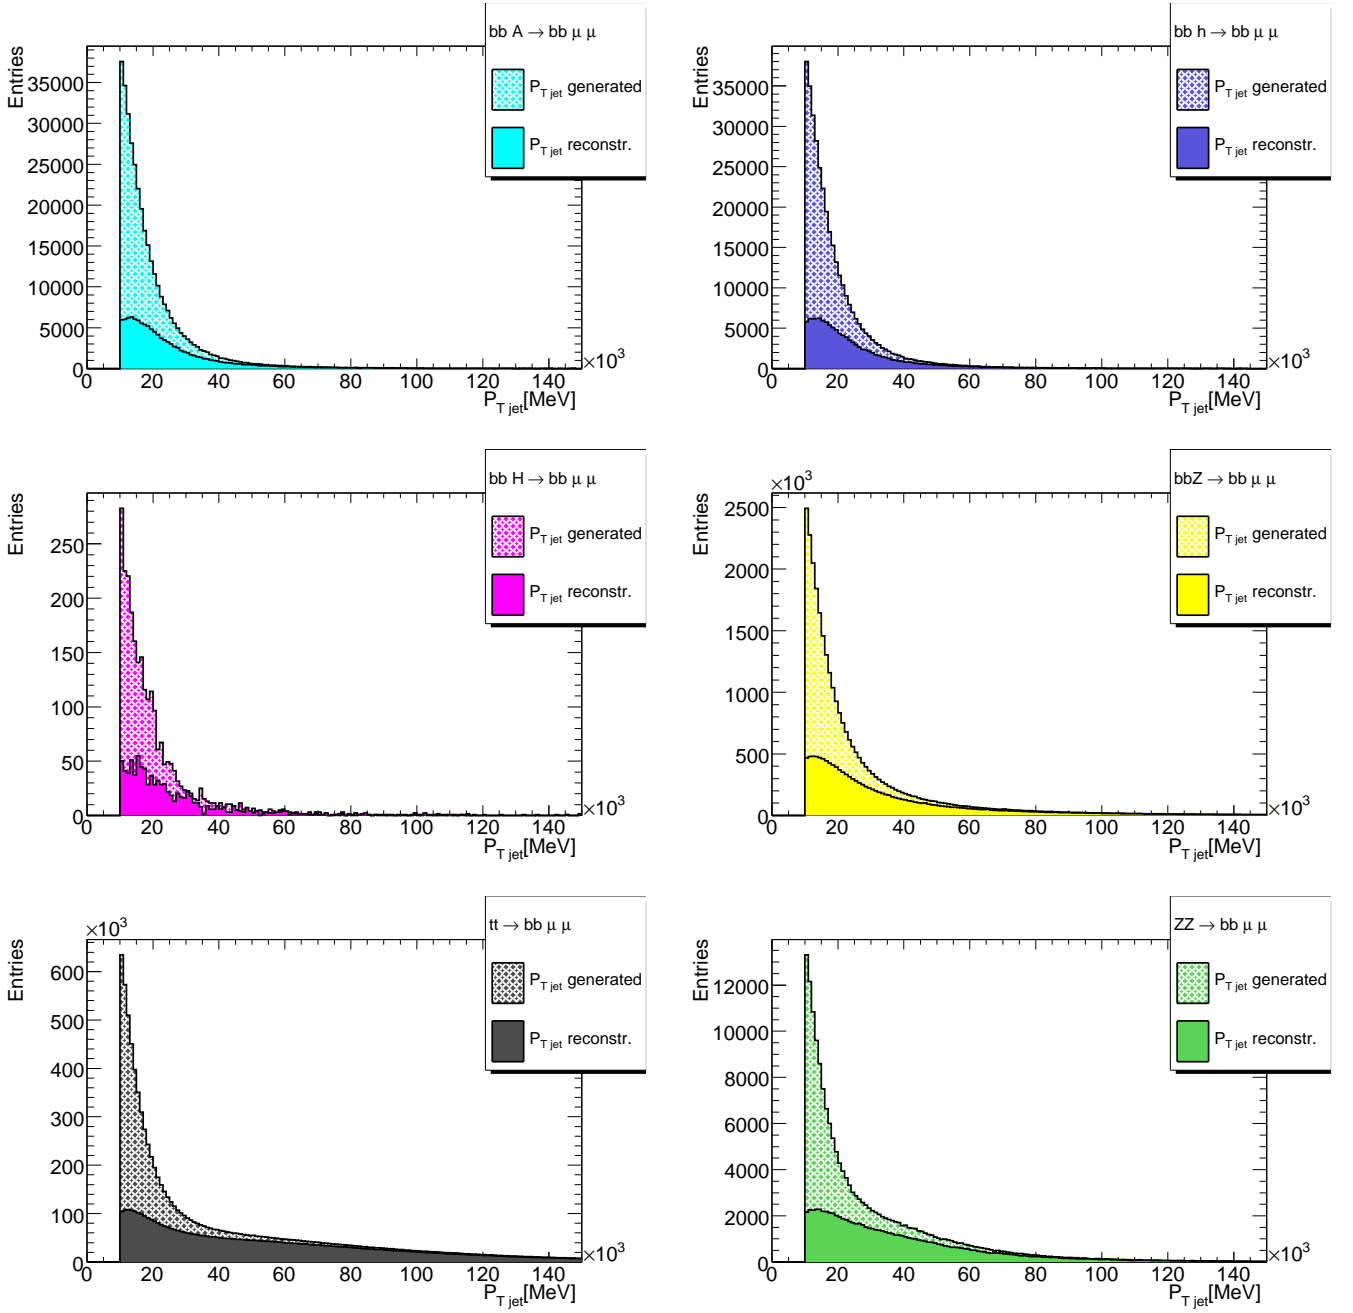 bb A → bb μ μ
Entries
P_T jet generated
P_T jet reconstr.
35000
30000
25000
20000
15000
10000
5000
0
0 20 40 60 80 100 120 140
×10³
P_T jet[MeV]
bb h → bb μ μ
Entries
P_T jet generated
P_T jet reconstr.
35000
30000
25000
20000
15000
10000
5000
0
0 20 40 60 80 100 120 140
×10³
P_T jet[MeV]
bb H → bb μ μ
Entries
P_T jet generated
P_T jet reconstr.
250
200
150
100
50
0
0 20 40 60 80 100 120 140
×10³
P_T jet[MeV]
bbZ → bb μ μ
×10³
Entries
P_T jet generated
P_T jet reconstr.
2500
2000
1500
1000
500
0
0 20 40 60 80 100 120 140
×10³
P_T jet[MeV]
tt → bb μ μ
×10³
Entries
P_T jet generated
P_T jet reconstr.
600
500
400
300
200
100
0
0 20 40 60 80 100 120 140
×10³
P_T jet[MeV]
ZZ → bb μ μ
Entries
P_T jet generated
P_T jet reconstr.
12000
10000
8000
6000
4000
2000
0
0 20 40 60 80 100 120 140
×10³
P_T jet[MeV]